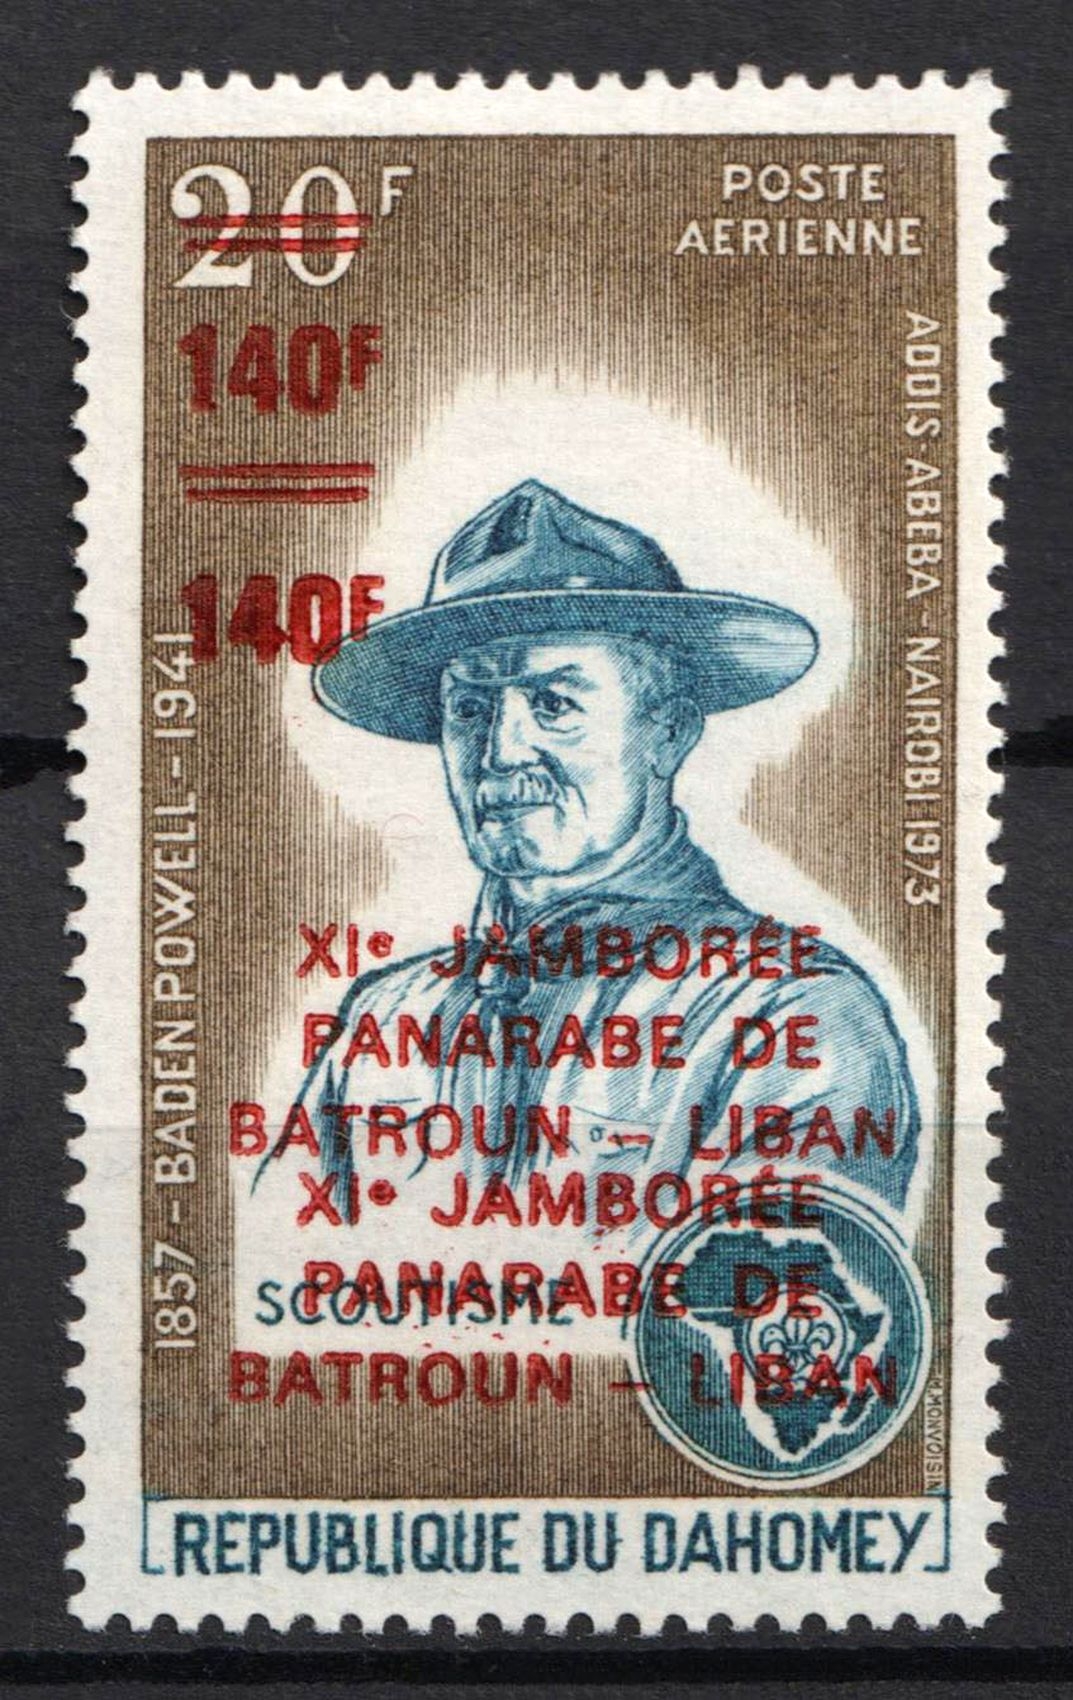 20F
POSTE
AERIENNE
140F
140F
ADDIS-ABEBA - NAIROBI 1973
1857 - BADEN POWELL - 1941
XIe JAMBORÉE
PANARABE DE
BATROUN - LIBAN
XIe JAMBORÉE
PANARABE DE
BATROUN - LIBAN
SCOUTISME
P. MONVOISIN
REPUBLIQUE DU DAHOMEY